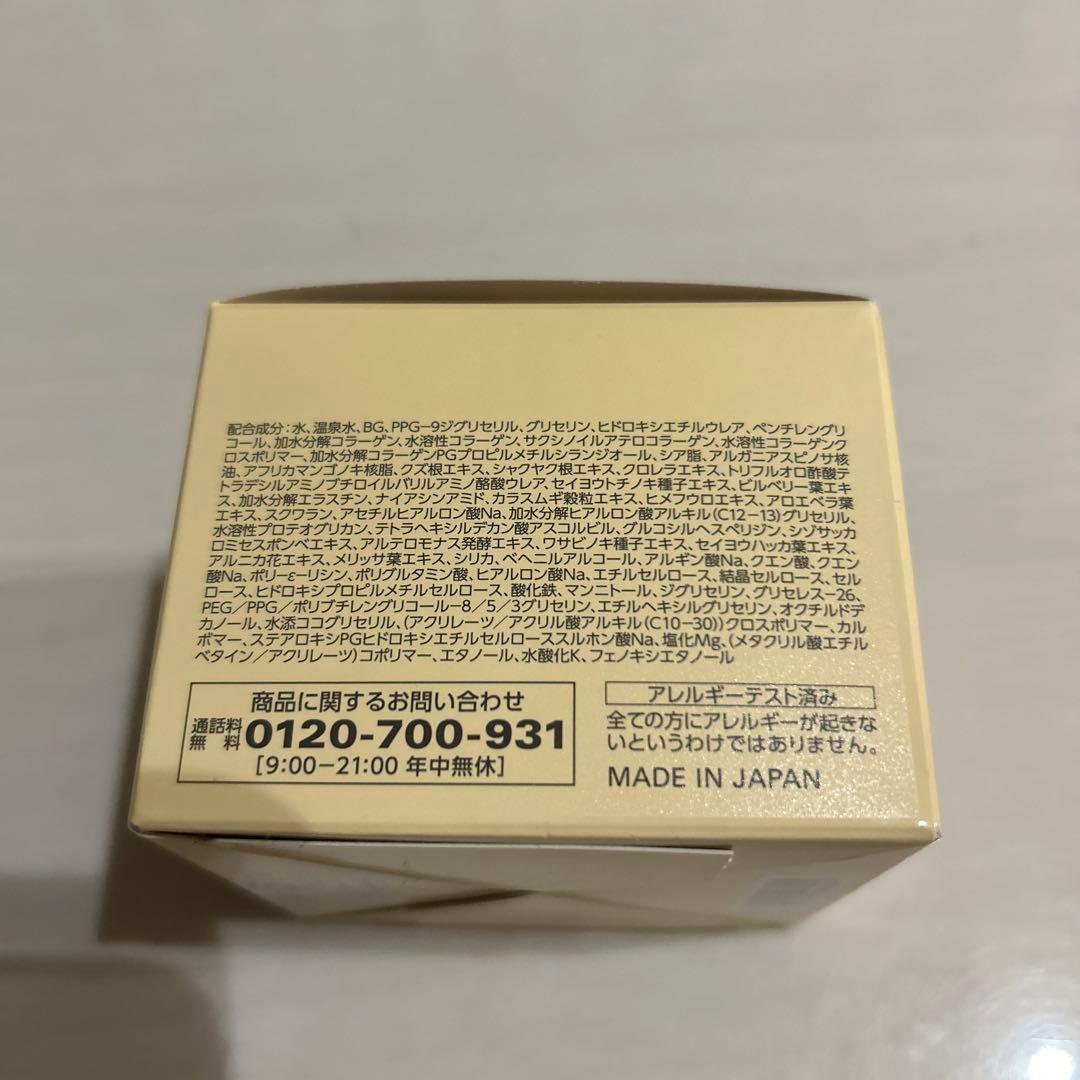 配合成分:水、温泉水、BG、PPG-9ジグリセリル、グリセリン、ヒドロキシエチルウレア、ペンチレングリ
コール、加水分解コラーゲン、水溶性コラーゲン、サクシノイルアテロコラーゲン、水溶性コラーゲンク
ロスポリマー、加水分解コラーゲンPGプロピルメチルシランジオール、シア脂、アルガニアスピノサ核
油、アフリカマンゴノキ核脂、クズ根エキス、シャクヤク根エキス、クロレラエキス、トリフルオロ酢酸テ
トラデシルアミノブチロイルバリルアミノ酪酸ウレア、セイヨウトチノキ種子エキス、ビルベリー葉エキ
ス、加水分解エラスチン、ナイアシンアミド、カラスムギ穀粒エキス、ヒメフウロエキス、アロエベラ葉
エキス、スクワラン、アセチルヒアルロン酸Na、加水分解ヒアルロン酸アルキル(C12-13)グリセリル、
水溶性プロテオグリカン、テトラヘキシルデカン酸アスコルビル、グルコシルヘスペリジン、シゾサッカ
ロミセスポンベエキス、アルテロモナス発酵エキス、ワサビノキ種子エキス、セイヨウハッカ葉エキス、
アルニカ花エキス、メリッサ葉エキス、シリカ、ベヘニルアルコール、アルギン酸Na、クエン酸、クエン
酸Na、ポリ-ε-リシン、ポリグルタミン酸、ヒアルロン酸Na、エチルセルロース、結晶セルロース、セル
ロース、ヒドロキシプロピルメチルセルロース、酸化鉄、マンニトール、ジグリセリン、グリセレス-26、
PEG/PPG/ポリブチレングリコール-8/5/3グリセリン、エチルヘキシルグリセリン、オクチルドデ
カノール、水添ココグリセリル、(アクリレーツ/アクリル酸アルキル(C10-30))クロスポリマー、カル
ボマー、ステアロキシPGヒドロキシエチルセルローススルホン酸Na、塩化Mg、(メタクリル酸エチル
ベタイン/アクリレーツ)コポリマー、エタノール、水酸化K、フェノキシエタノール
商品に関するお問い合わせ
通話料無料 0120-700-931
[9:00-21:00 年中無休]
アレルギーテスト済み
全ての方にアレルギーが起きな
いというわけではありません。
MADE IN JAPAN